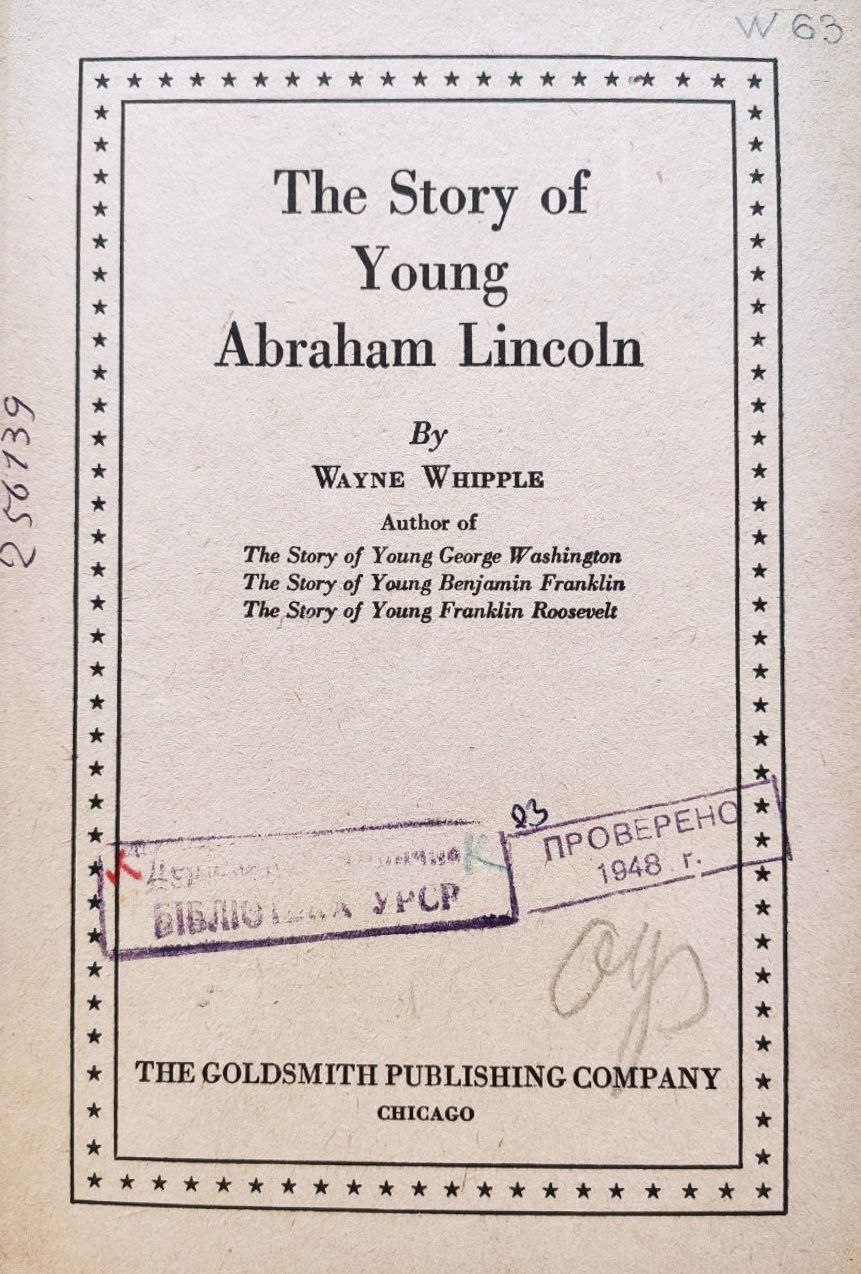 W 63
The Story of
Young
Abraham Lincoln
By
WAYNE WHIPPLE
Author of
The Story of Young George Washington
The Story of Young Benjamin Franklin
The Story of Young Franklin Roosevelt
256739
23
ПРОВЕРЕНО
1948 г.
К
К
БІБЛІОТЕКА УРСР
THE GOLDSMITH PUBLISHING COMPANY
CHICAGO